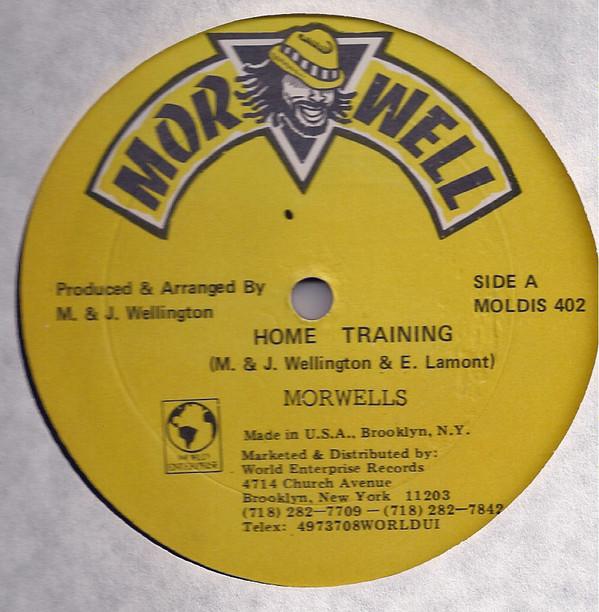 MOR WELL
Produced & Arranged By
M. & J. Wellington
SIDE A
MOLDIS 402
HOME TRAINING
(M. & J. Wellington & E. Lamont)
MORWELLS
WORLD
ENTERPRISE
Made in U.S.A., Brooklyn, N.Y.
Marketed & Distributed by:
World Enterprise Records
4714 Church Avenue
Brooklyn, New York 11203
(718) 282—7709 — (718) 282—7842
Telex: 4973708WORLDUI